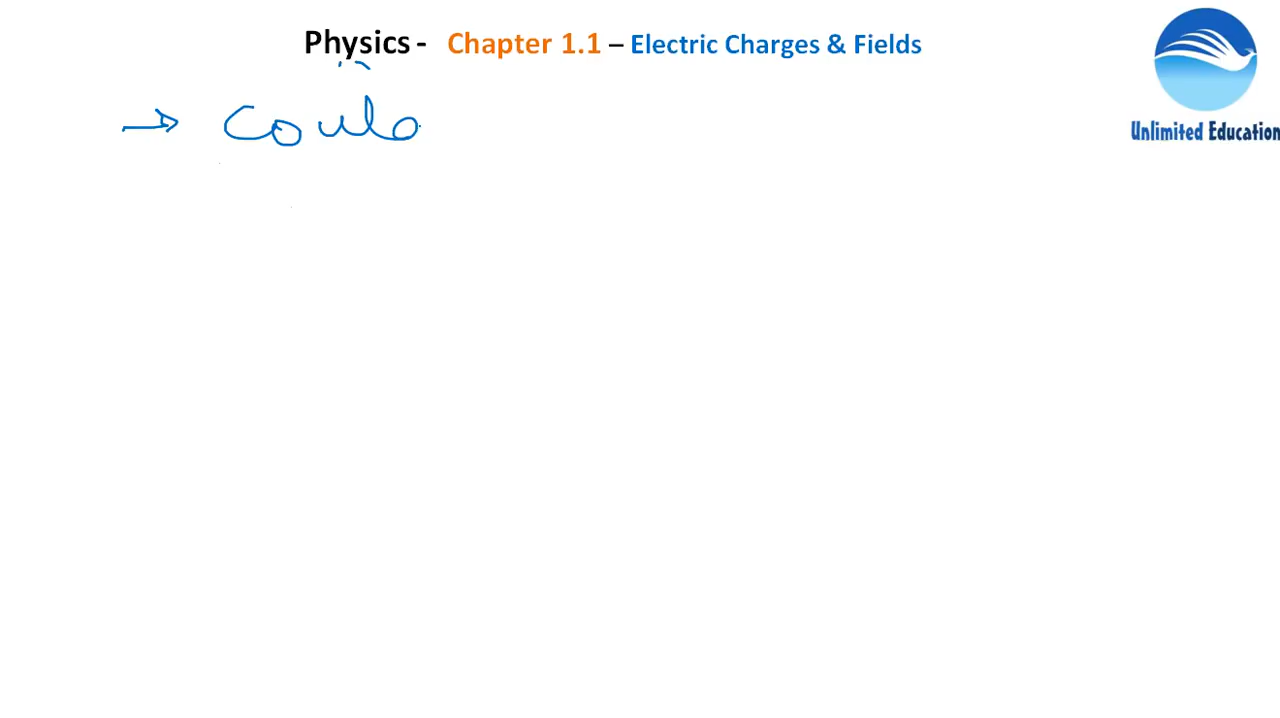 Physics - Chapter 1.1 – Electric Charges & Fields
Unlimited Education
→ Coulo